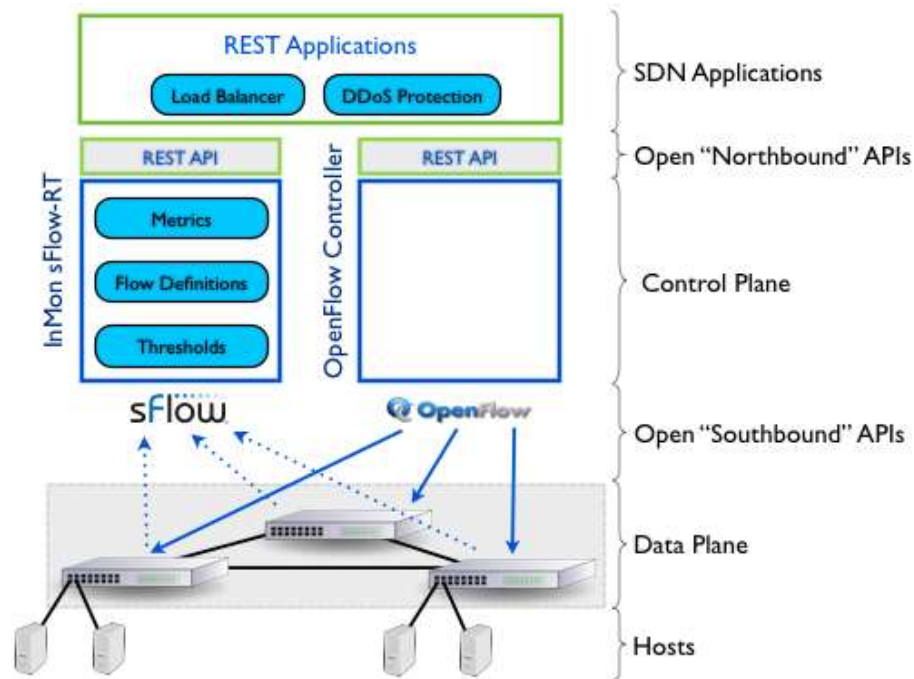 REST Applications
Load Balancer
DDoS Protection
SDN Applications
REST API
REST API
Open “Northbound” APIs
InMon sFlow-RT
Metrics
Flow Definitions
Thresholds
OpenFlow Controller
Control Plane
sFlow
OpenFlow
Open “Southbound” APIs
Data Plane
Hosts